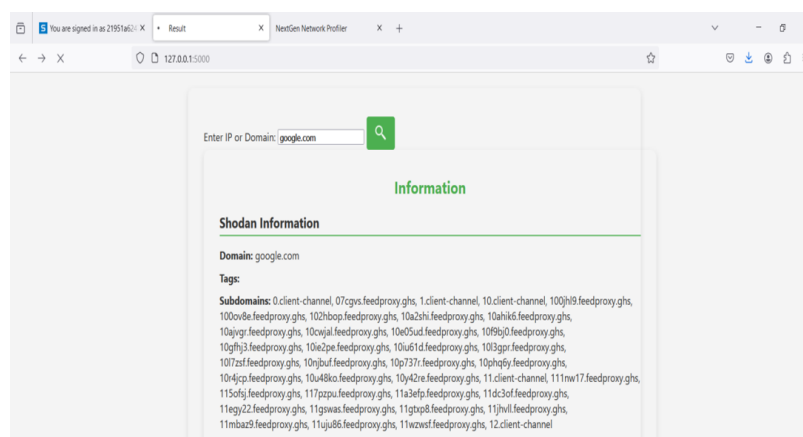 You are signed in as 21951a62
Result
NextGen Network Profiler
127.0.0.1:5000
Enter IP or Domain: google.com
Information
Shodan Information
Domain: google.com
Tags:
Subdomains: 0.client-channel, 07cgvs.feedproxy.ghs, 1.client-channel, 10.client-channel, 100jhl9.feedproxy.ghs,
100ov8e.feedproxy.ghs, 102hbop.feedproxy.ghs, 10a2shi.feedproxy.ghs, 10ahik6.feedproxy.ghs,
10ajvgr.feedproxy.ghs, 10cwjal.feedproxy.ghs, 10e05ud.feedproxy.ghs, 10f9bj0.feedproxy.ghs,
10gfhj3.feedproxy.ghs, 10ie2pe.feedproxy.ghs, 10iu61d.feedproxy.ghs, 10l3gpr.feedproxy.ghs,
10l7zsf.feedproxy.ghs, 10njbuf.feedproxy.ghs, 10p737r.feedproxy.ghs, 10phq6y.feedproxy.ghs,
10r4jcp.feedproxy.ghs, 10u48ko.feedproxy.ghs, 10y42re.feedproxy.ghs, 11.client-channel, 111nw17.feedproxy.ghs,
115ofsj.feedproxy.ghs, 117pzpu.feedproxy.ghs, 11a3efp.feedproxy.ghs, 11dc3of.feedproxy.ghs,
11egy22.feedproxy.ghs, 11gswas.feedproxy.ghs, 11gtxp8.feedproxy.ghs, 11jhvll.feedproxy.ghs,
11mbaz9.feedproxy.ghs, 11uju86.feedproxy.ghs, 11wzwsf.feedproxy.ghs, 12.client-channel